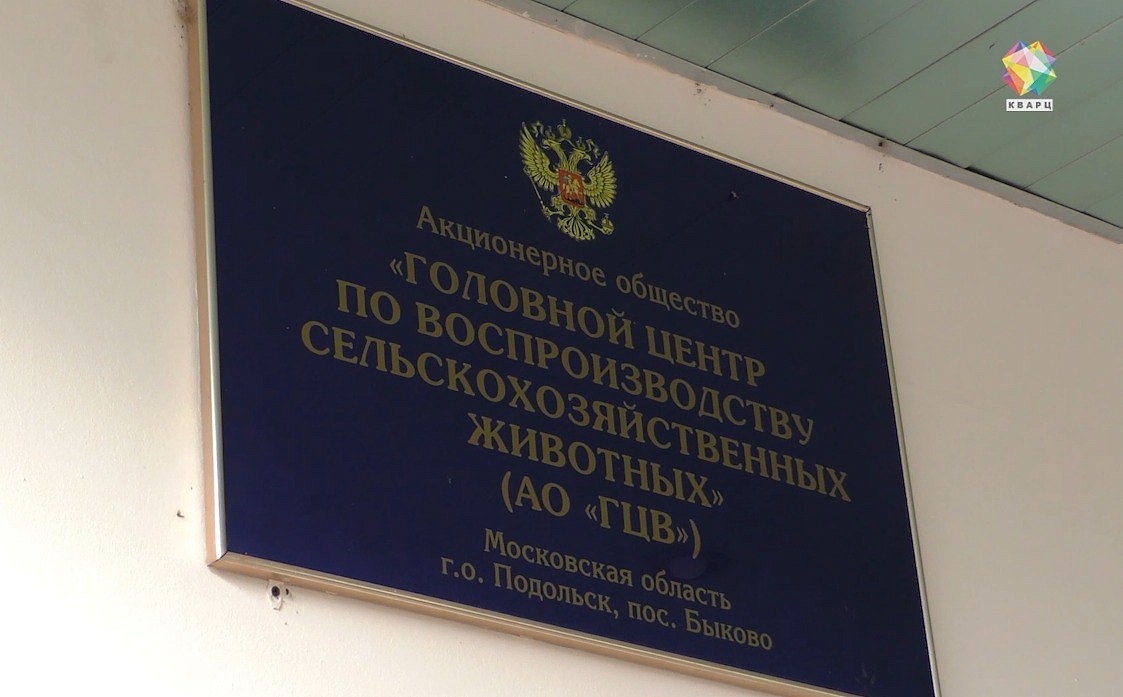 КВАРЦ
Акционерное общество
«ГОЛОВНОЙ ЦЕНТР
ПО ВОСПРОИЗВОДСТВУ
СЕЛЬСКОХОЗЯЙСТВЕННЫХ
ЖИВОТНЫХ»
(АО «ГЦВ»)
Московская область
г.о. Подольск, пос. Быково